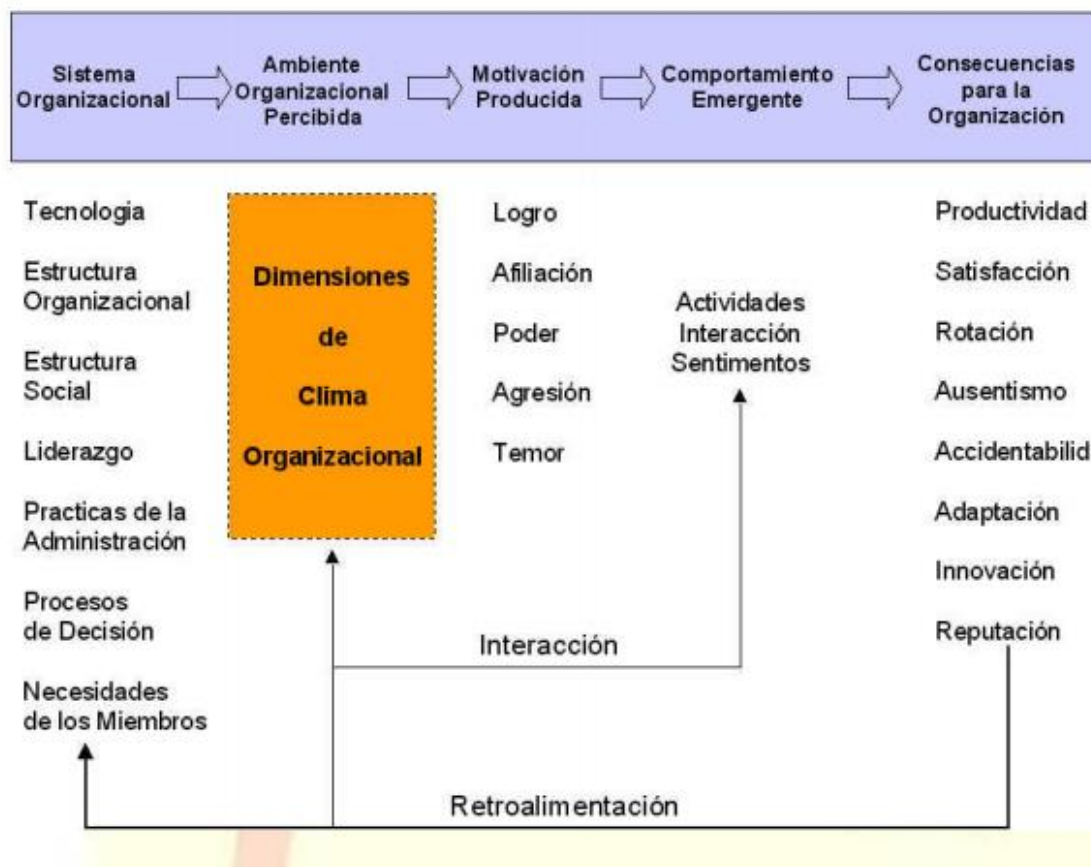 Sistema
Organizacional
Ambiente
Organizacional
Percibida
Motivación
Producida
Comportamiento
Emergente
Consecuencias
para la
Organización
Tecnologia
Estructura
Organizacional
Estructura
Social
Liderazgo
Practicas de la
Administración
Procesos
de Decisión
Necesidades
de los Miembros
Dimensiones
de
Clima
Organizacional
Logro
Afiliación
Poder
Agresión
Temor
Actividades
Interacción
Sentimentos
Productividad
Satisfacción
Rotación
Ausentismo
Accidentabilid
Adaptación
Innovación
Reputación
Interacción
Retroalimentación